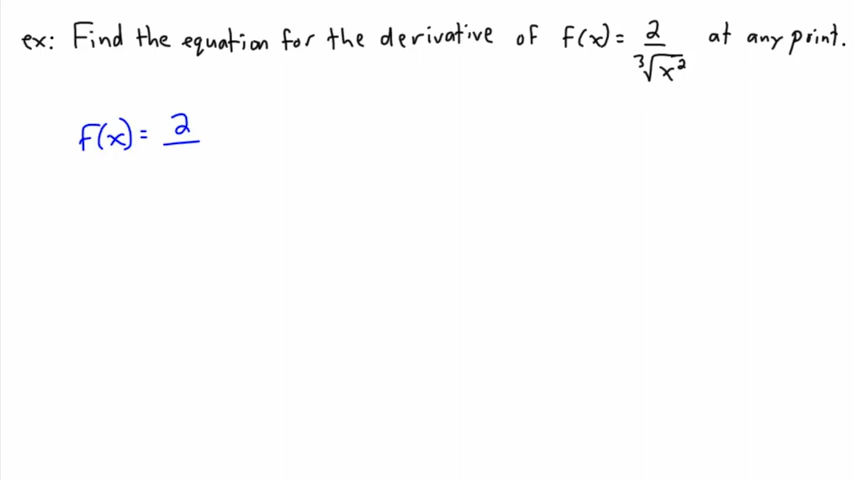 ex: Find the equation for the derivative of f(x) = 2/∛x² at any print.
f(x) = 2